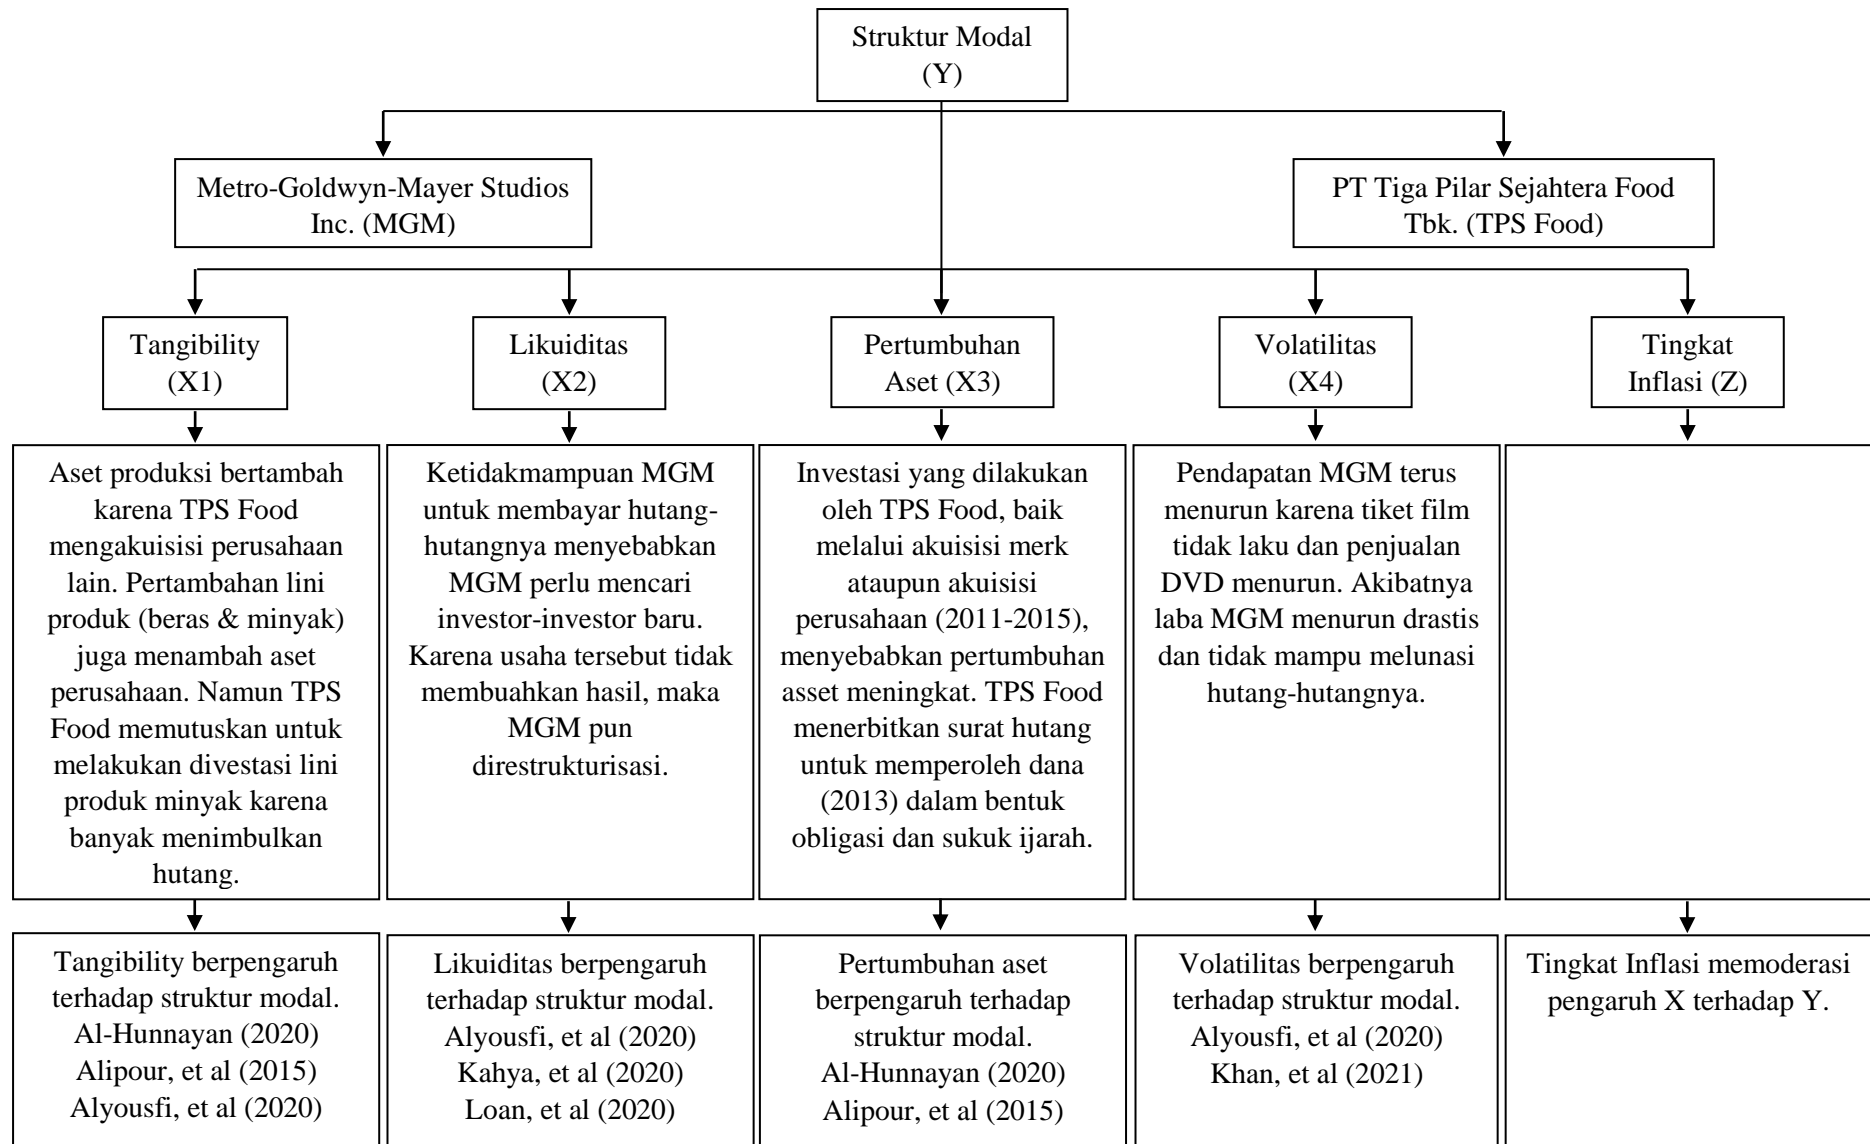 Struktur Modal
(Y)
Metro-Goldwyn-Mayer Studios
Inc. (MGM)
PT Tiga Pilar Sejahtera Food
Tbk. (TPS Food)
Tangibility
(X1)
Likuiditas
(X2)
Pertumbuhan
Aset (X3)
Volatilitas
(X4)
Tingkat
Inflasi (Z)
Aset produksi bertambah
karena TPS Food
mengakuisisi perusahaan
lain. Pertambahan lini
produk (beras & minyak)
juga menambah aset
perusahaan. Namun TPS
Food memutuskan untuk
melakukan divestasi lini
produk minyak karena
banyak menimbulkan
hutang.
Ketidakmampuan MGM
untuk membayar hutang-
hutangnya menyebabkan
MGM perlu mencari
investor-investor baru.
Karena usaha tersebut tidak
membuahkan hasil, maka
MGM pun
direstrukturisasi.
Investasi yang dilakukan
oleh TPS Food, baik
melalui akuisisi merk
ataupun akuisisi
perusahaan (2011-2015),
menyebabkan pertumbuhan
asset meningkat. TPS Food
menerbitkan surat hutang
untuk memperoleh dana
(2013) dalam bentuk
obligasi dan sukuk ijarah.
Pendapatan MGM terus
menurun karena tiket film
tidak laku dan penjualan
DVD menurun. Akibatnya
laba MGM menurun drastis
dan tidak mampu melunasi
hutang-hutangnya.
Tangibility berpengaruh
terhadap struktur modal.
Al-Hunnayan (2020)
Alipour, et al (2015)
Alyousfi, et al (2020)
Likuiditas berpengaruh
terhadap struktur modal.
Alyousfi, et al (2020)
Kahya, et al (2020)
Loan, et al (2020)
Pertumbuhan aset
berpengaruh terhadap
struktur modal.
Al-Hunnayan (2020)
Alipour, et al (2015)
Volatilitas berpengaruh
terhadap struktur modal.
Alyousfi, et al (2020)
Khan, et al (2021)
Tingkat Inflasi memoderasi
pengaruh X terhadap Y.